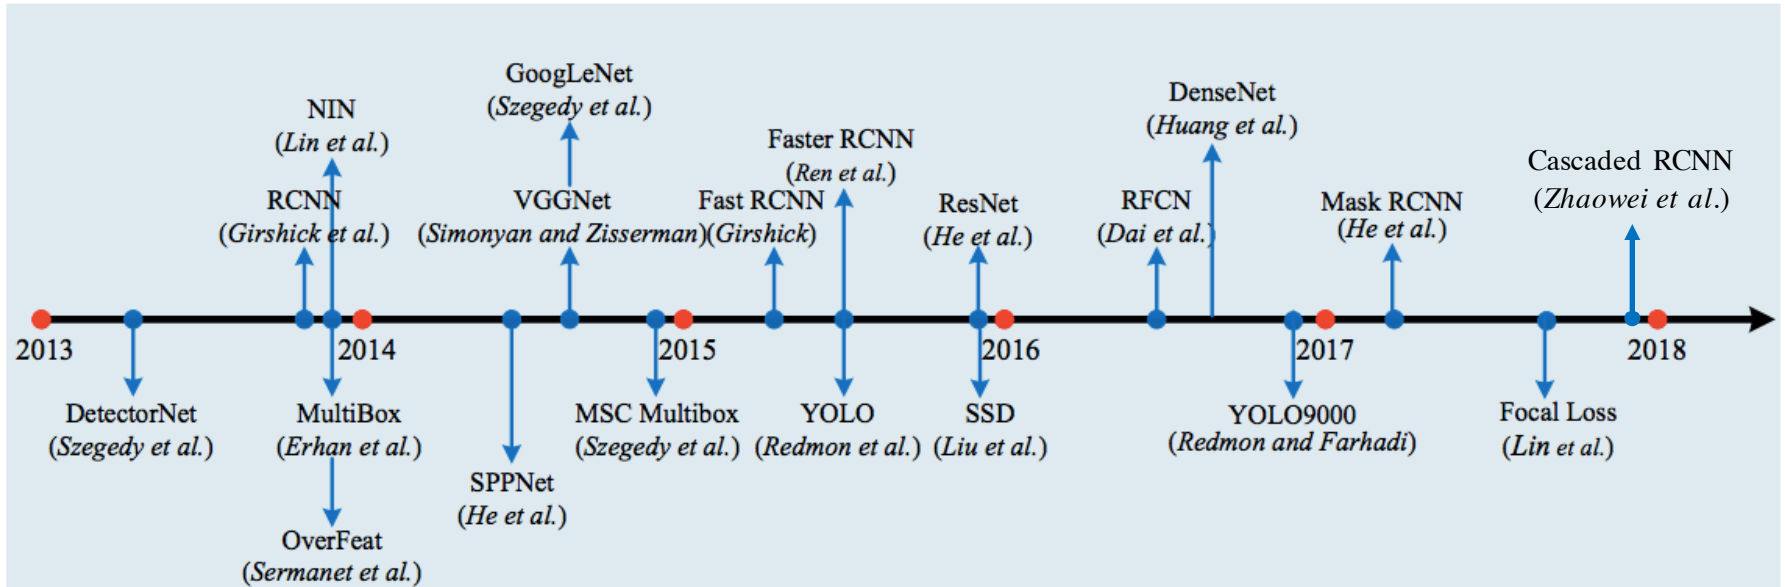 GoogLeNet
(Szegedy et al.)
NIN
(Lin et al.)
DenseNet
(Huang et al.)
Faster RCNN
(Ren et al.)
Cascaded RCNN
(Zhaowei et al.)
RCNN
(Girshick et al.)
VGGNet
(Simonyan and Zisserman)
Fast RCNN
(Girshick)
ResNet
(He et al.)
RFCN
(Dai et al.)
Mask RCNN
(He et al.)
2013
2014
2015
2016
2017
2018
DetectorNet
(Szegedy et al.)
MultiBox
(Erhan et al.)
MSC Multibox
(Szegedy et al.)
YOLO
(Redmon et al.)
SSD
(Liu et al.)
YOLO9000
(Redmon and Farhadi)
Focal Loss
(Lin et al.)
SPPNet
(He et al.)
OverFeat
(Sermanet et al.)